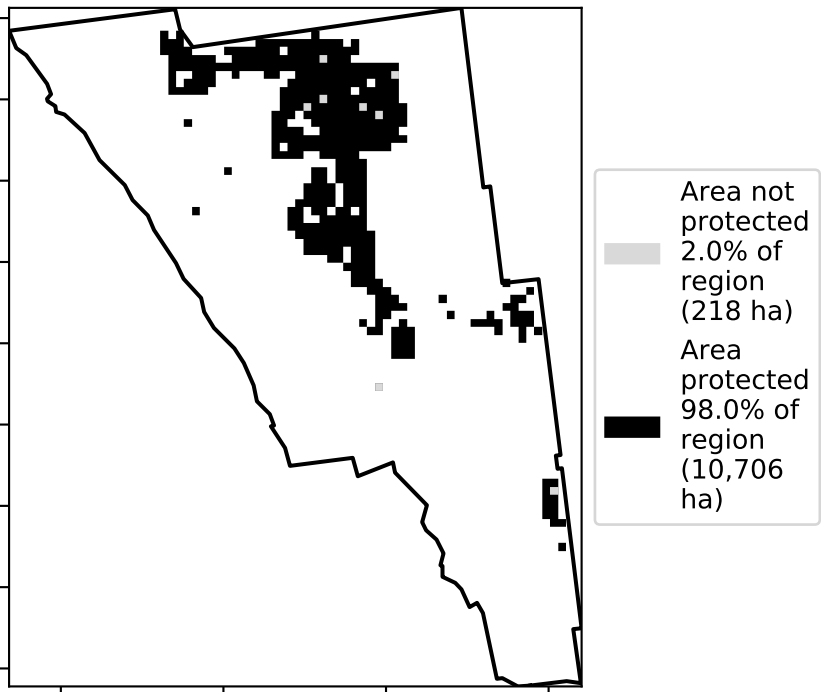 Area not
protected
2.0% of
region
(218 ha)
Area
protected
98.0% of
region
(10,706
ha)